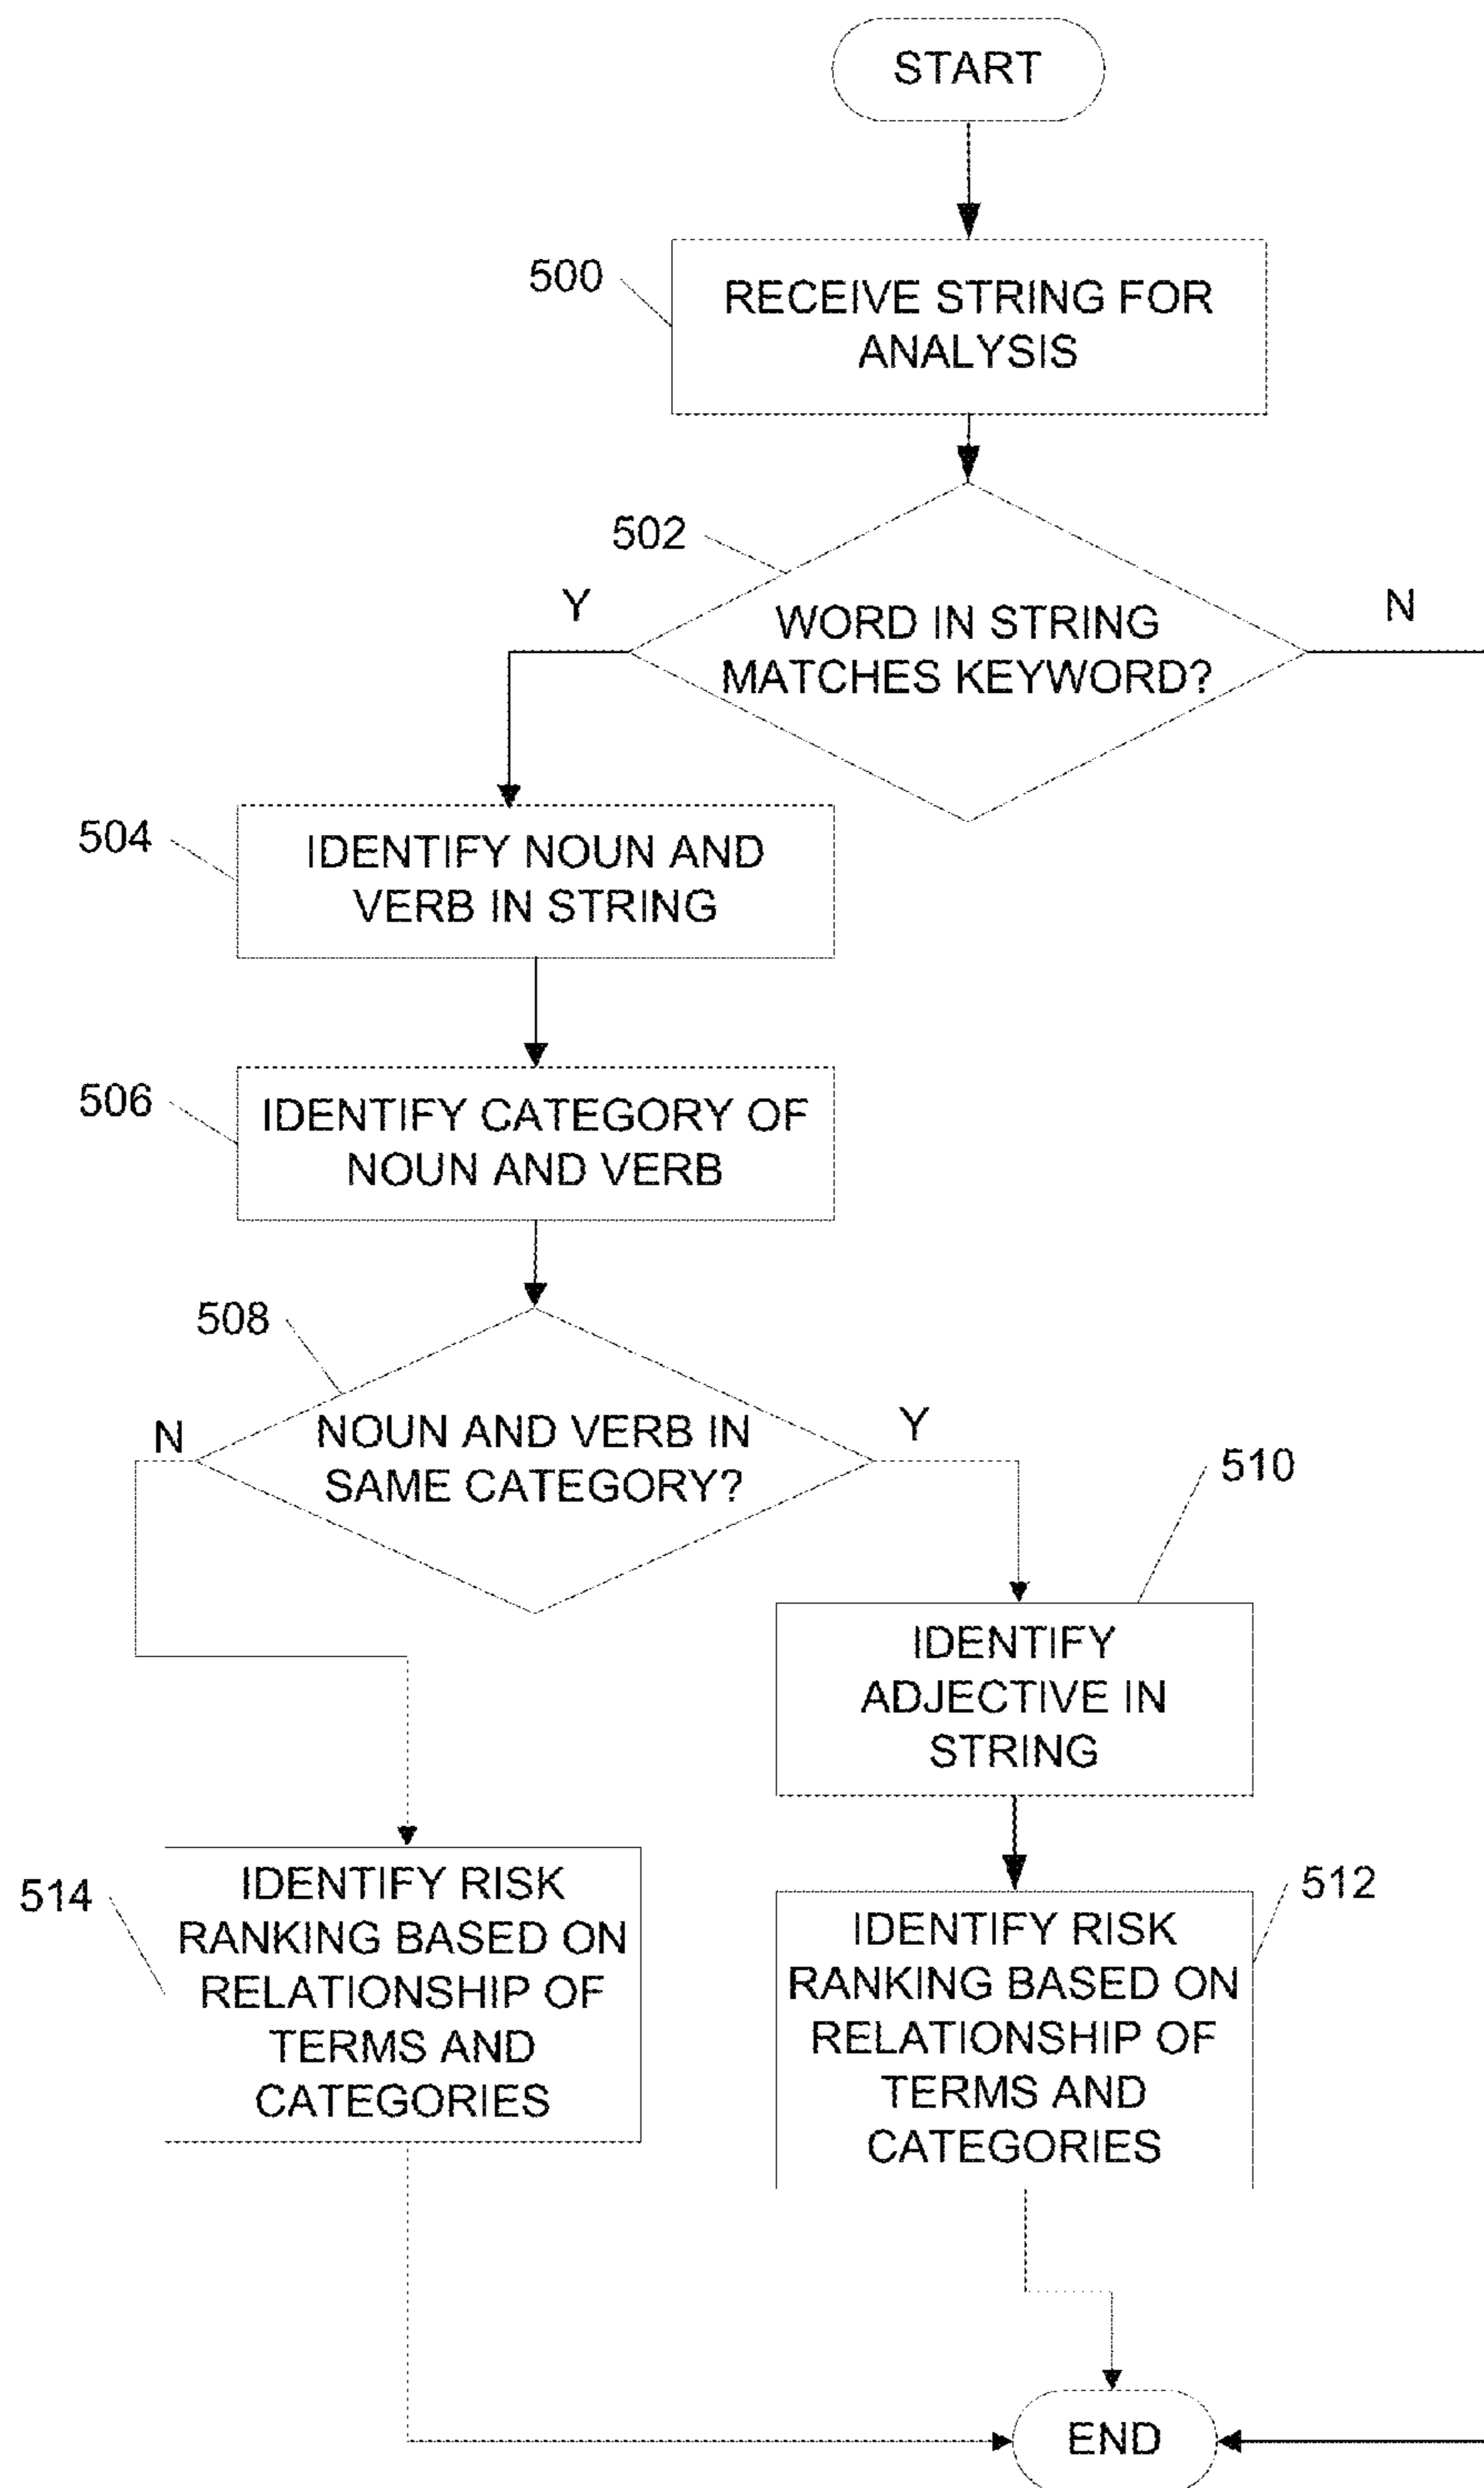 START
500
RECEIVE STRING FOR
ANALYSIS
502
Y
WORD IN STRING
MATCHES KEYWORD?
N
504
IDENTIFY NOUN AND
VERB IN STRING
506
IDENTIFY CATEGORY OF
NOUN AND VERB
508
N
NOUN AND VERB IN
SAME CATEGORY?
Y
510
IDENTIFY
ADJECTIVE IN
STRING
514
IDENTIFY RISK
RANKING BASED ON
RELATIONSHIP OF
TERMS AND
CATEGORIES
512
IDENTIFY RISK
RANKING BASED ON
RELATIONSHIP OF
TERMS AND
CATEGORIES
END